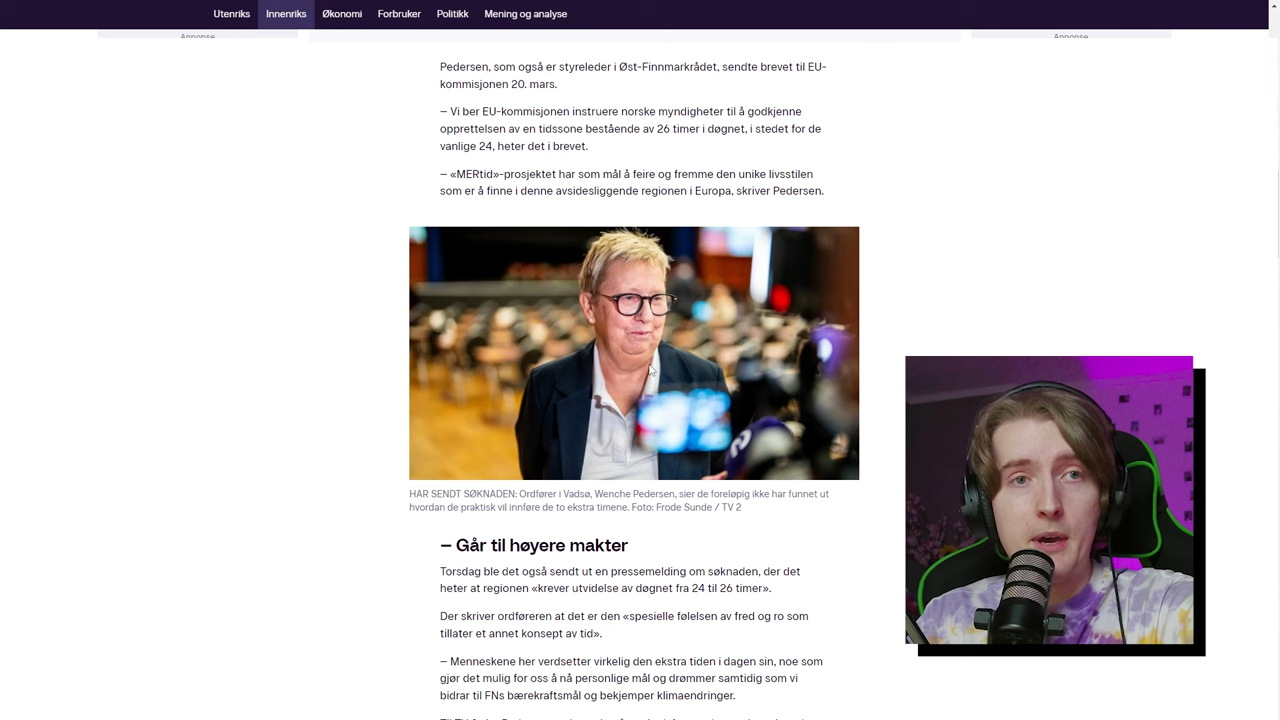 Utenriks Innenriks Økonomi Forbruker Politikk Mening og analyse
Annonse Annonse
Pedersen, som også er styreleder i Øst-Finnmarkrådet, sendte brevet til EU-
kommisjonen 20. mars.
– Vi ber EU-kommisjonen instruere norske myndigheter til å godkjenne
opprettelsen av en tidssone bestående av 26 timer i døgnet, i stedet for de
vanlige 24, heter det i brevet.
– «MERtid»-prosjektet har som mål å feire og fremme den unike livsstilen
som er å finne i denne avsidesliggende regionen i Europa, skriver Pedersen.
2
HAR SENDT SØKNADEN: Ordfører i Vadsø, Wenche Pedersen, sier de foreløpig ikke har funnet ut
hvordan de praktisk vil innføre de to ekstra timene. Foto: Frode Sunde / TV 2
– Går til høyere makter
Torsdag ble det også sendt ut en pressemelding om søknaden, der det
heter at regionen «krever utvidelse av døgnet fra 24 til 26 timer».
Der skriver ordføreren at det er den «spesielle følelsen av fred og ro som
tillater et annet konsept av tid».
– Menneskene her verdsetter virkelig den ekstra tiden i dagen sin, noe som
gjør det mulig for oss å nå personlige mål og drømmer samtidig som vi
bidrar til FNs bærekraftsmål og bekjemper klimaendringer.